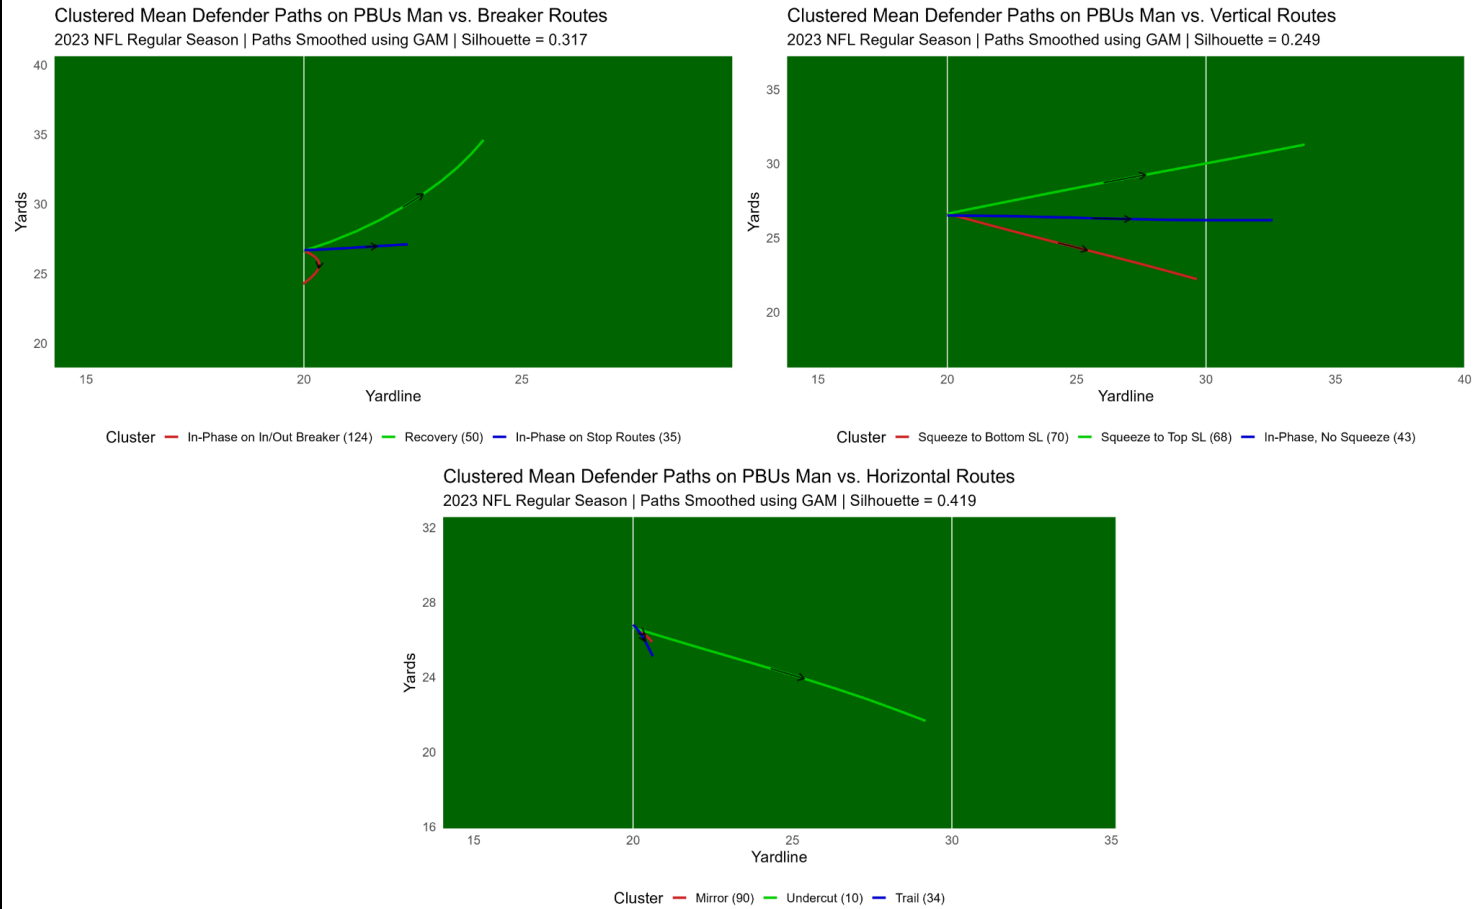 Clustered Mean Defender Paths on PBUs Man vs. Breaker Routes
2023 NFL Regular Season | Paths Smoothed using GAM | Silhouette = 0.317
40
35
30
25
20
Yards
15 20 25
Yardline
Cluster In-Phase on In/Out Breaker (124) Recovery (50) In-Phase on Stop Routes (35)
Clustered Mean Defender Paths on PBUs Man vs. Vertical Routes
2023 NFL Regular Season | Paths Smoothed using GAM | Silhouette = 0.249
35
30
25
20
Yards
15 20 25 30 35 40
Yardline
Cluster Squeeze to Bottom SL (70) Squeeze to Top SL (68) In-Phase, No Squeeze (43)
Clustered Mean Defender Paths on PBUs Man vs. Horizontal Routes
2023 NFL Regular Season | Paths Smoothed using GAM | Silhouette = 0.419
32
28
24
20
16
Yards
15 20 25 30 35
Yardline
Cluster Mirror (90) Undercut (10) Trail (34)